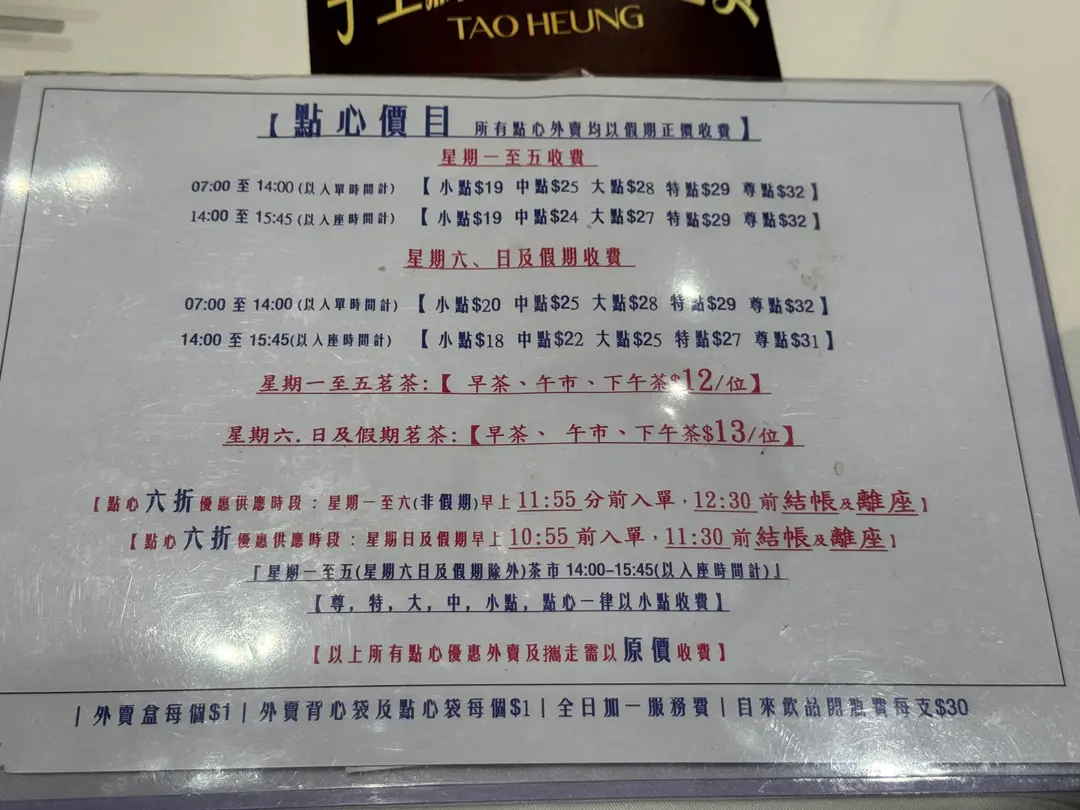 TAO HEUNG
【點心價目 所有點心外賣均以假期正價收費】
星期一至五收費
07:00 至 14:00 (以入單時間計) 【小點$19 中點$25 大點$28 特點$29 尊點$32】
14:00 至 15:45 (以入座時間計) 【小點$19 中點$24 大點$27 特點$29 尊點$32】
星期六、日及假期收費
07:00 至 14:00 (以入單時間計) 【小點$20 中點$25 大點$28 特點$29 尊點$32】
14:00 至 15:45(以入座時間計) 【小點$18 中點$22 大點$25 特點$27 尊點$31】
星期一至五茗茶:【 早茶、午市、下午茶$12/位】
星期六.日及假期茗茶:【早茶、 午市、下午茶$13/位】
【點心六折優惠供應時段:星期一至六(非假期)早上 11:55 分前入單,12:30 前結帳及離座】
【點心六折優惠供應時段:星期日及假期早上 10:55 前入單,11:30 前結帳及離座】
『星期一至五(星期六日及假期除外)茶市 14:00-15:45(以入座時間計)』
【尊,特,大,中,小點,點心一律以小點收費】
【以上所有點心優惠外賣及攜走需以原價收費】
|外賣盒每個$1|外賣背心袋及點心袋每個$1|全日加一服務費|自來飲品開瓶費每支$30